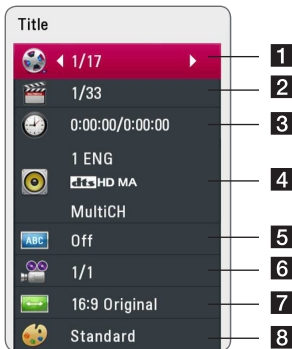 Title
1/17 1
1/33 2
0:00:00/0:00:00 3
1 ENG
dts HD MA 4
MultiCH
ABC Off 5
1/1 6
16:9 Original 7
Standard 8